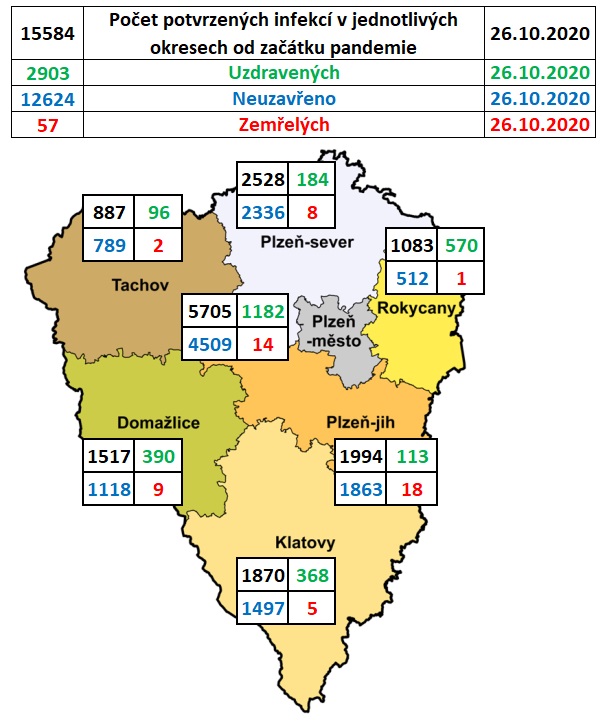 15584 Počet potvrzených infekcí v jednotlivých okresech od začátku pandemie 26.10.2020
2903 Uzdravených 26.10.2020
12624 Neuzavřeno 26.10.2020
57 Zemřelých 26.10.2020
2528 184
2336 8
Plzeň-sever
887 96
789 2
Tachov
1083 570
512 1
Rokycany
5705 1182
4509 14
Plzeň
-město
Domažlice
1517 390
1118 9
Plzeň-jih
1994 113
1863 18
Klatovy
1870 368
1497 5